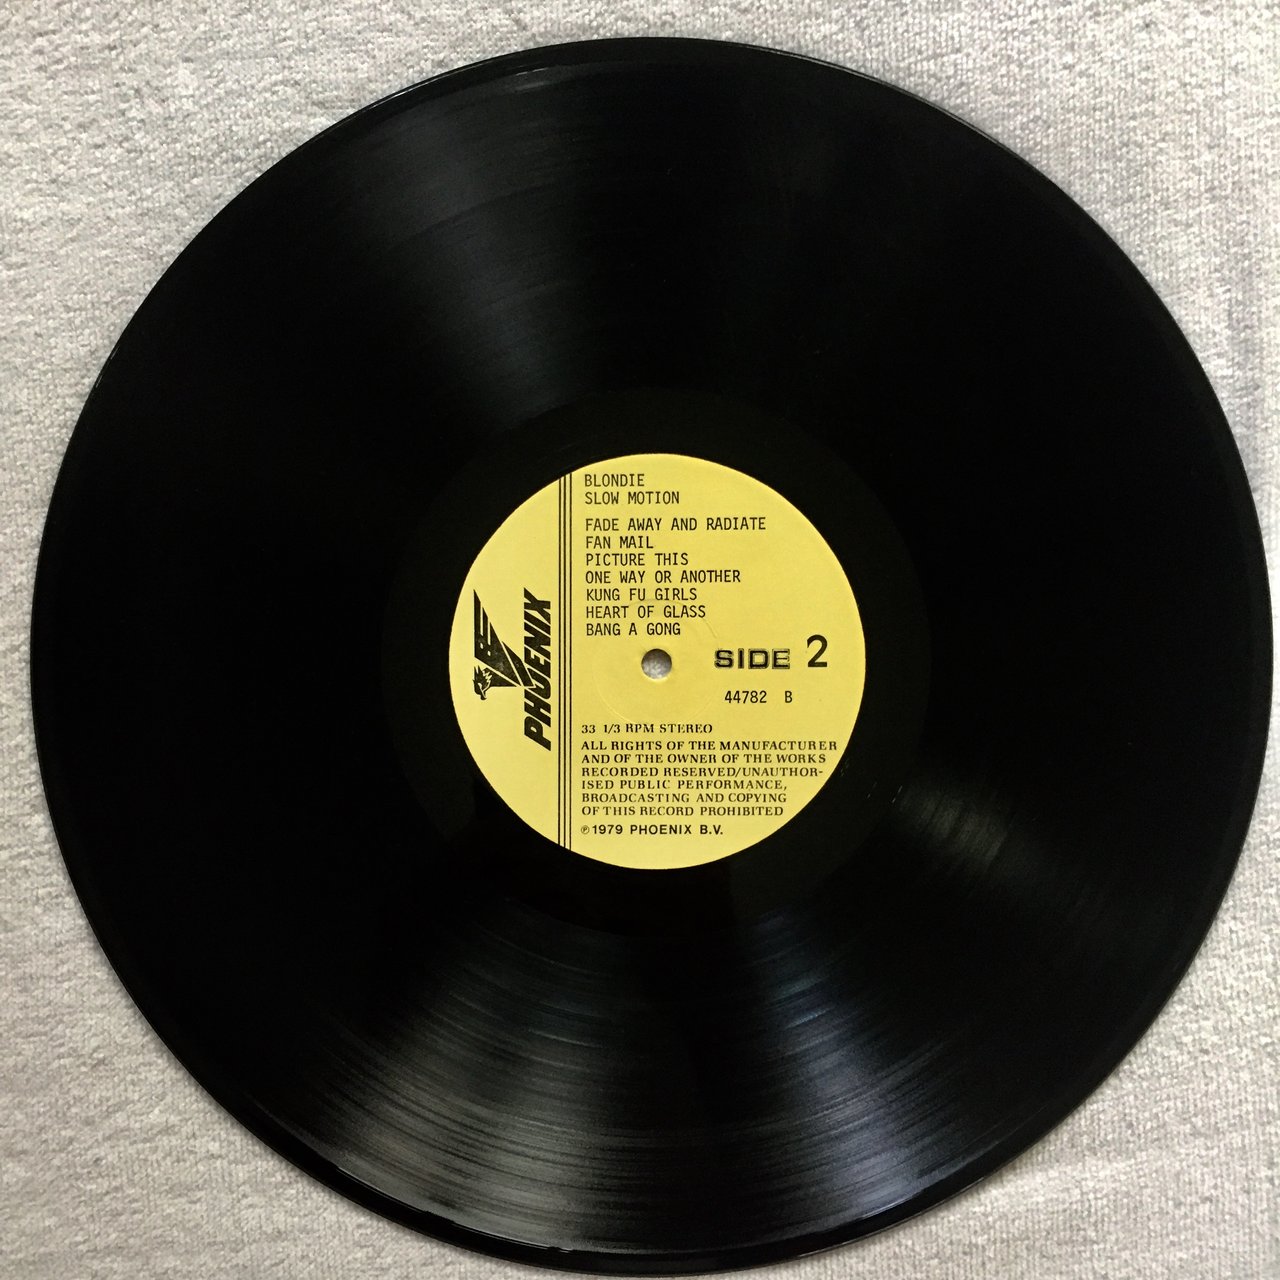 BLONDIE
SLOW MOTION
FADE AWAY AND RADIATE
FAN MAIL
PICTURE THIS
ONE WAY OR ANOTHER
KUNG FU GIRLS
HEART OF GLASS
BANG A GONG
SIDE 2
44782 B
PHOENIX
33 1/3 RPM STEREO
ALL RIGHTS OF THE MANUFACTURER
AND OF THE OWNER OF THE WORKS
RECORDED RESERVED/UNAUTHOR-
ISED PUBLIC PERFORMANCE,
BROADCASTING AND COPYING
OF THIS RECORD PROHIBITED
℗ 1979 PHOENIX B.V.